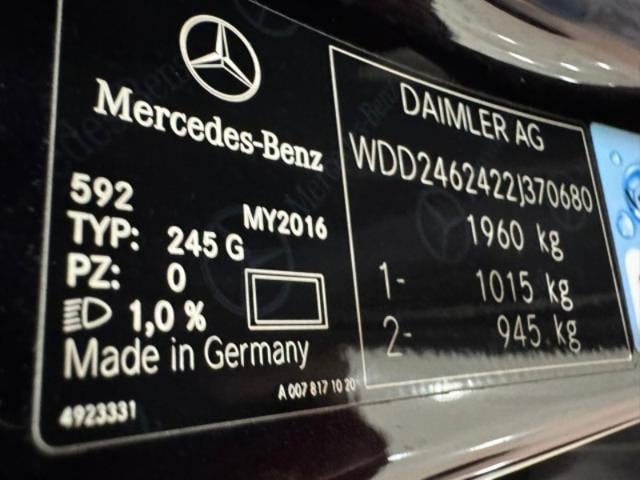 Mercedes-Benz
592
MY2016
TYP: 245 G
PZ: 0
1,0 %
Made in Germany
A 007 817 10 20
4923331
DAIMLER AG
WDD2462422J370680
1960 kg
1- 1015 kg
2- 945 kg